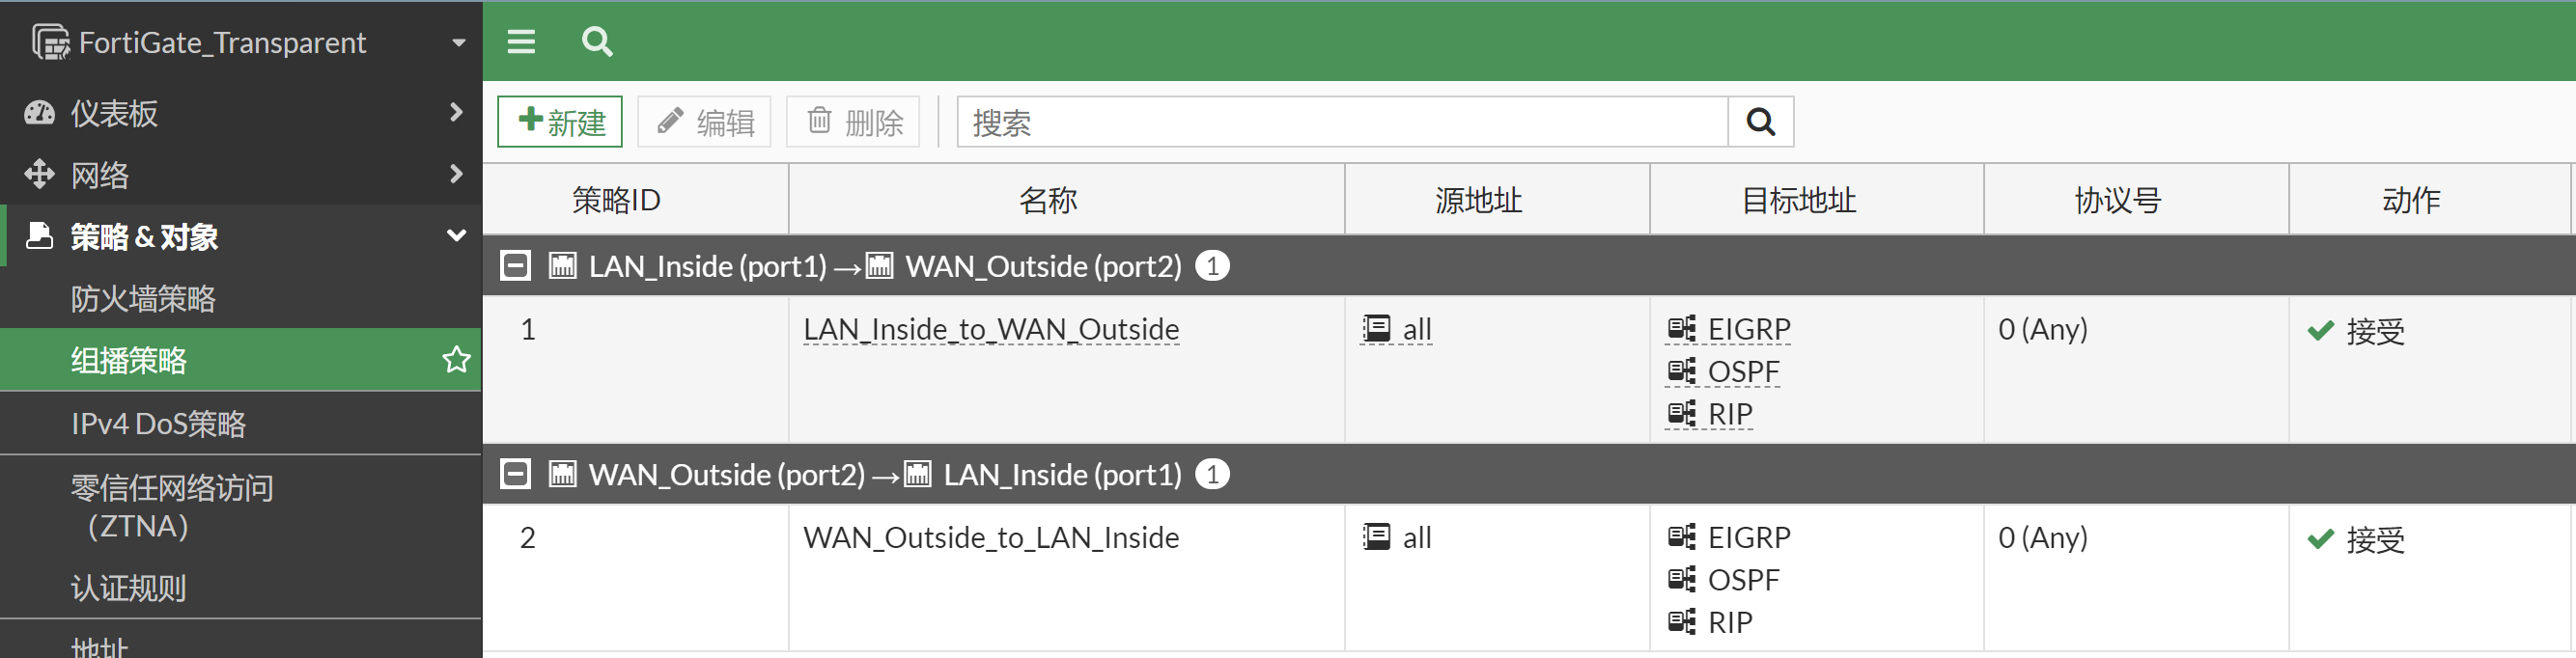 FortiGate_Transparent
仪表板
网络
策略 & 对象
防火墙策略
组播策略
IPv4 DoS策略
零信任网络访问
（ZTNA）
认证规则
地址
新建 编辑 删除 搜索
策略ID 名称 源地址 目标地址 协议号 动作
LAN_Inside (port1) → WAN_Outside (port2) 1
1 LAN_Inside_to_WAN_Outside all EIGRP 0 (Any) 接受
OSPF
RIP
WAN_Outside (port2) → LAN_Inside (port1) 1
2 WAN_Outside_to_LAN_Inside all EIGRP 0 (Any) 接受
OSPF
RIP